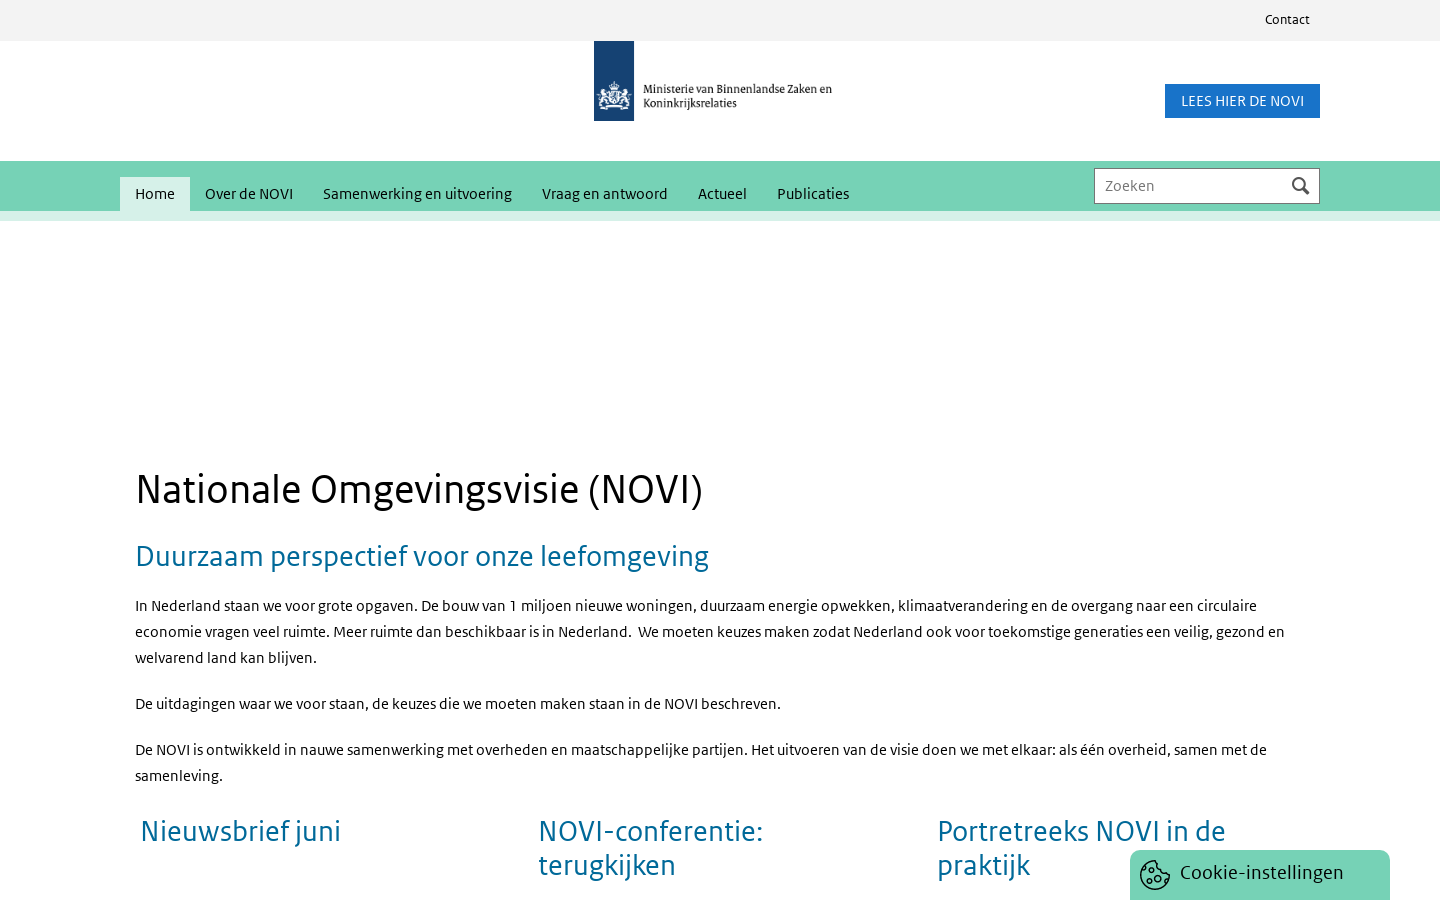 Contact
Ministerie van Binnenlandse Zaken en
Koninkrijksrelaties
LEES HIER DE NOVI
Home
Over de NOVI
Samenwerking en uitvoering
Vraag en antwoord
Actueel
Publicaties
Zoeken
Nationale Omgevingsvisie (NOVI)
Duurzaam perspectief voor onze leefomgeving
In Nederland staan we voor grote opgaven. De bouw van 1 miljoen nieuwe woningen, duurzaam energie opwekken, klimaatverandering en de overgang naar een circulaire
economie vragen veel ruimte. Meer ruimte dan beschikbaar is in Nederland.  We moeten keuzes maken zodat Nederland ook voor toekomstige generaties een veilig, gezond en
welvarend land kan blijven.
De uitdagingen waar we voor staan, de keuzes die we moeten maken staan in de NOVI beschreven.
De NOVI is ontwikkeld in nauwe samenwerking met overheden en maatschappelijke partijen. Het uitvoeren van de visie doen we met elkaar: als één overheid, samen met de
samenleving.
Nieuwsbrief juni
NOVI-conferentie:
terugkijken
Portretreeks NOVI in de
praktijk
Cookie-instellingen